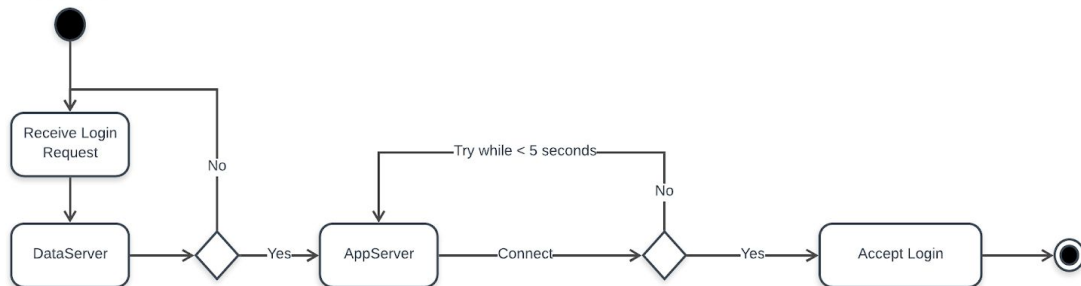 Receive Login
Request
No
Try while < 5 seconds
No
DataServer
Yes
AppServer
Connect
Yes
Accept Login